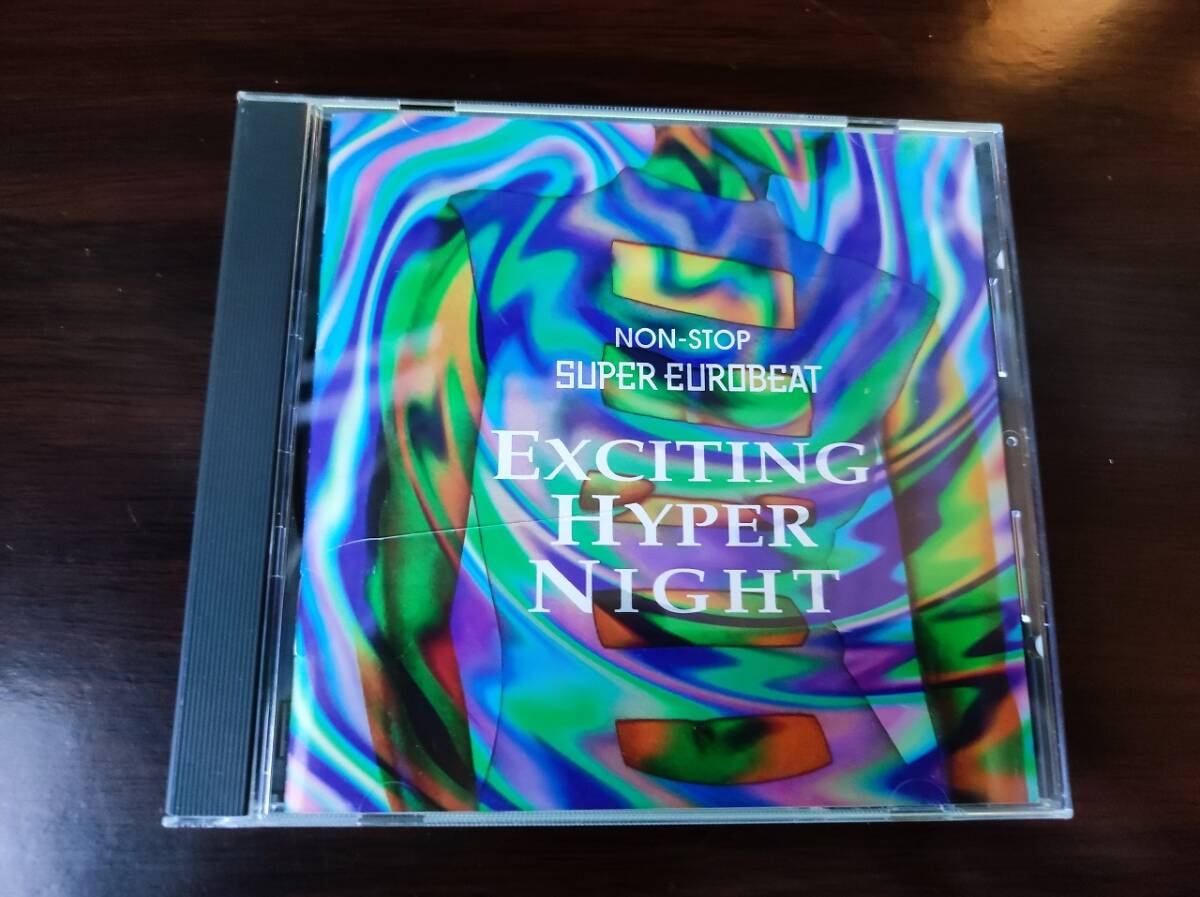 NON-STOP
SUPER EUROBEAT
EXCITING
HYPER
NIGHT